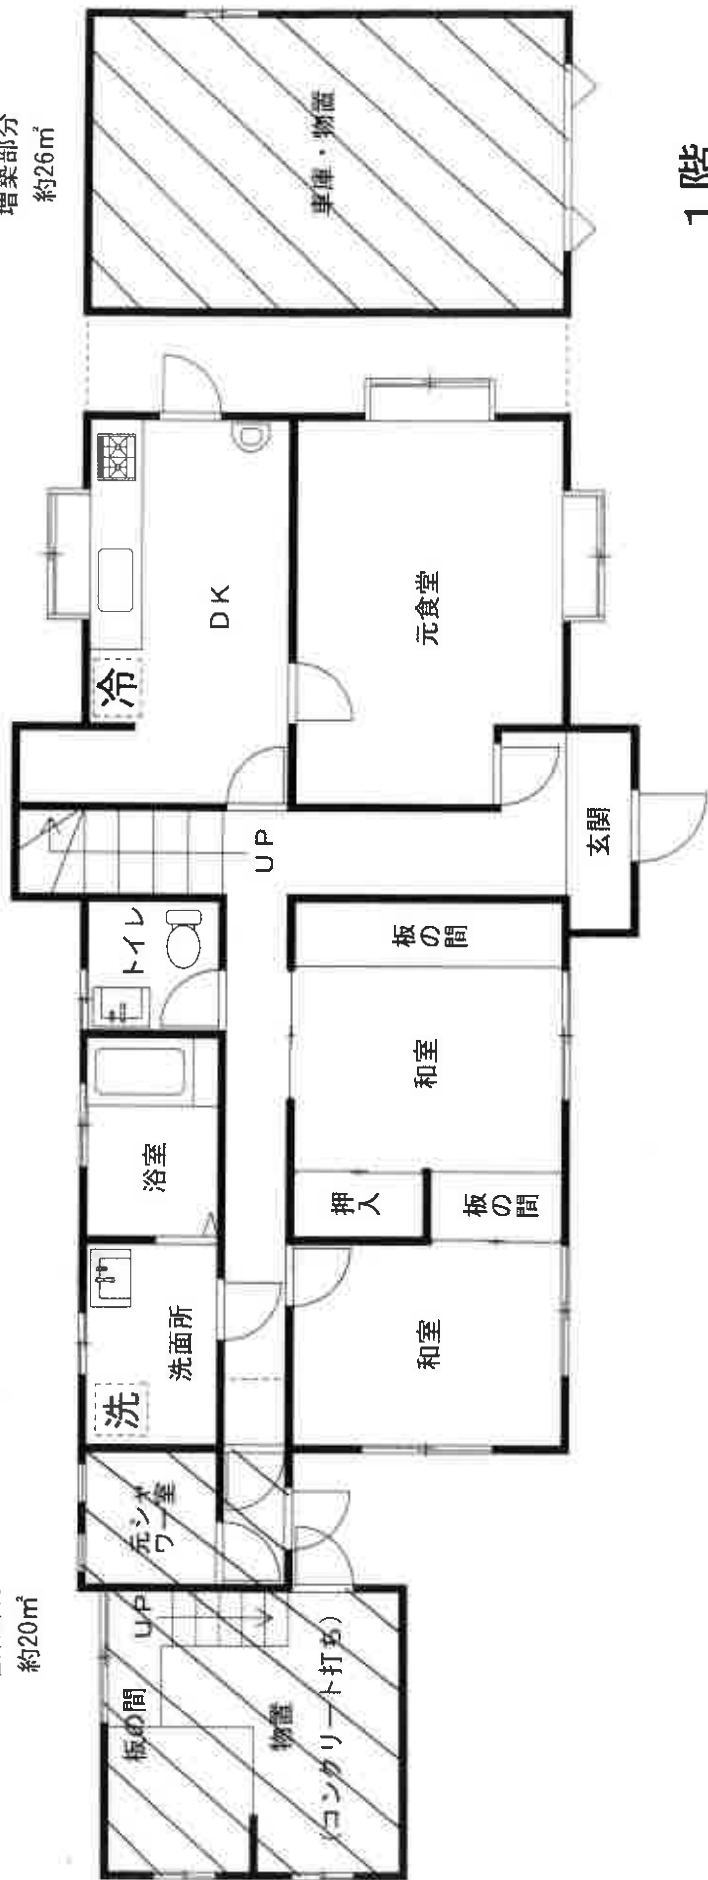 増築部分
約26㎡
車庫・物置
1階
冷
DK
元食堂
UP
玄関
トイレ
板の間
和室
浴室
押入
板の間
洗面所
洗
和室
元シャ
ワー室
約20㎡
UP
板の間
物置
(コンクリート打ち)